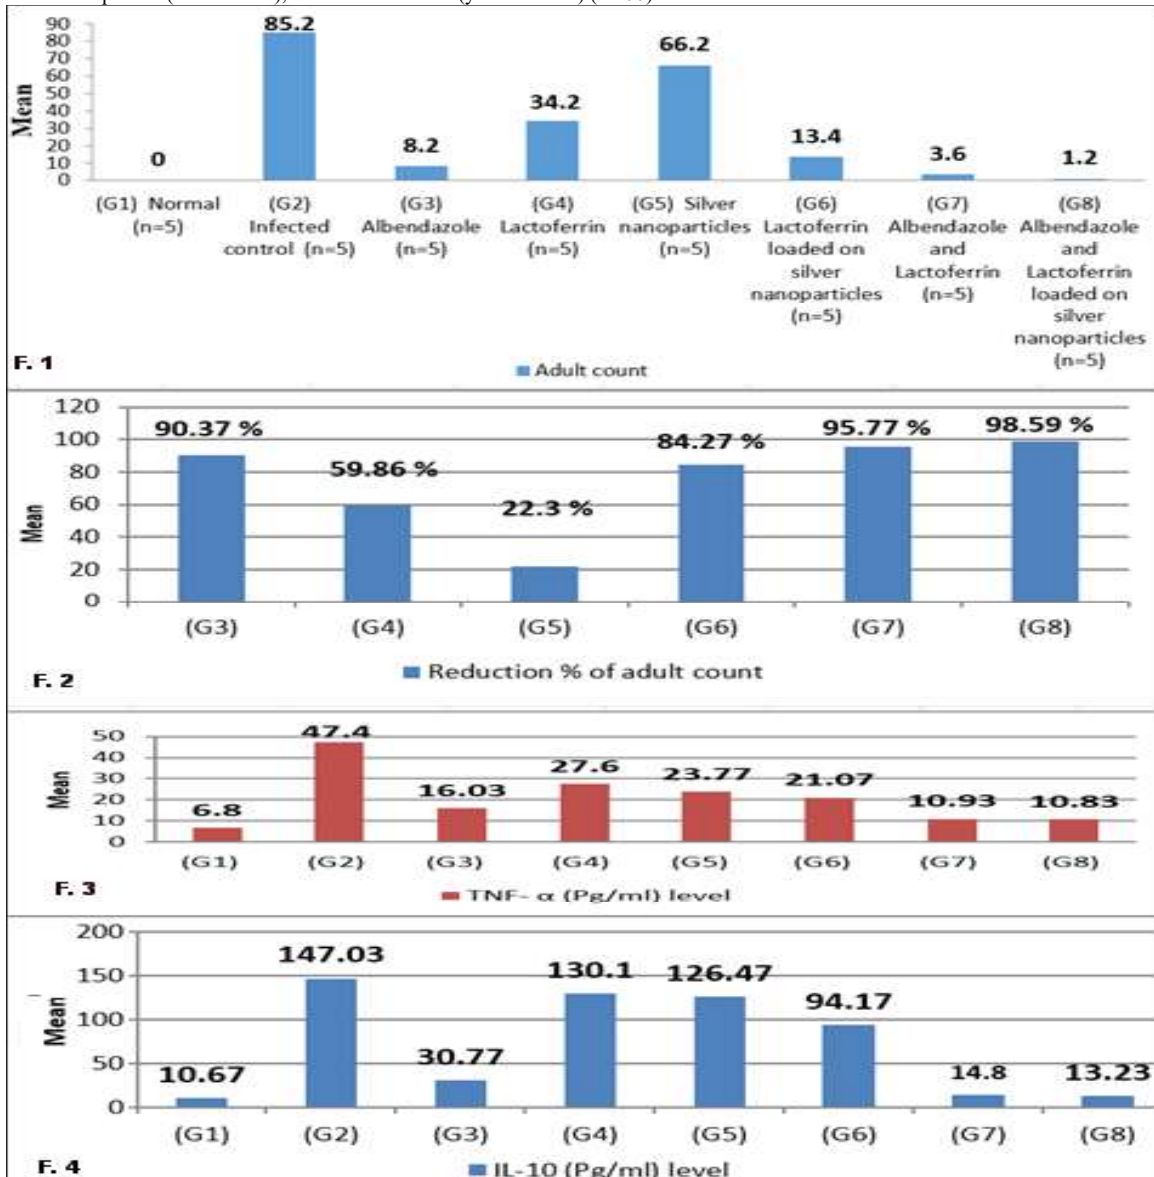 90
80
70
60
50
40
30
20
10
0
Mean
0
85.2
8.2
34.2
66.2
13.4
3.6
1.2
(G1) Normal (n=5)
(G2) Infected control (n=5)
(G3) Albendazole (n=5)
(G4) Lactoferrin (n=5)
(G5) Silver nanoparticles (n=5)
(G6) Lactoferrin loaded on silver nanoparticles (n=5)
(G7) Albendazole and Lactoferrin (n=5)
(G8) Albendazole and Lactoferrin loaded on silver nanoparticles (n=5)
F. 1
Adult count
120
100
80
60
40
20
0
Mean
90.37 %
59.86 %
22.3 %
84.27 %
95.77 %
98.59 %
(G3) (G4) (G5) (G6) (G7) (G8)
Reduction % of adult count
F. 2
50
40
30
20
10
0
Mean
6.8
47.4
16.03
27.6
23.77
21.07
10.93
10.83
(G1) (G2) (G3) (G4) (G5) (G6) (G7) (G8)
F. 3
TNF- α (Pg/ml) level
200
150
100
50
0
Mean
10.67
147.03
30.77
130.1
126.47
94.17
14.8
13.23
(G1) (G2) (G3) (G4) (G5) (G6) (G7) (G8)
F. 4
IL-10 (Pg/ml) level